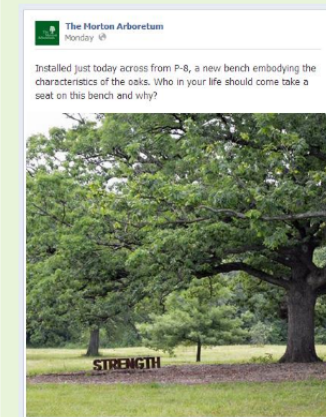 The Morton Arboretum
Monday
Installed just today across from P-8, a new bench embodying the
characteristics of the oaks. Who in your life should come take a
seat on this bench and why?
STRENGTH